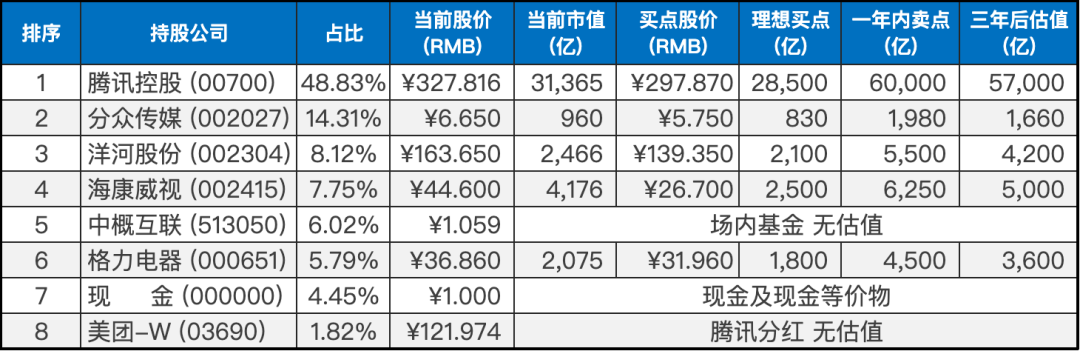 排序 持股公司 占比 当前股价 (RMB) 当前市值 (亿) 买点股价 (RMB) 理想买点 (亿) 一年内卖点 (亿) 三年后估值 (亿)
1 腾讯控股 (00700) 48.83% ¥327.816 31,365 ¥297.870 28,500 60,000 57,000
2 分众传媒 (002027) 14.31% ¥6.650 960 ¥5.750 830 1,980 1,660
3 洋河股份 (002304) 8.12% ¥163.650 2,466 ¥139.350 2,100 5,500 4,200
4 海康威视 (002415) 7.75% ¥44.600 4,176 ¥26.700 2,500 6,250 5,000
5 中概互联 (513050) 6.02% ¥1.059 场内基金 无估值
6 格力电器 (000651) 5.79% ¥36.860 2,075 ¥31.960 1,800 4,500 3,600
7 现 金 (000000) 4.45% ¥1.000 现金及现金等价物
8 美团-W (03690) 1.82% ¥121.974 腾讯分红 无估值